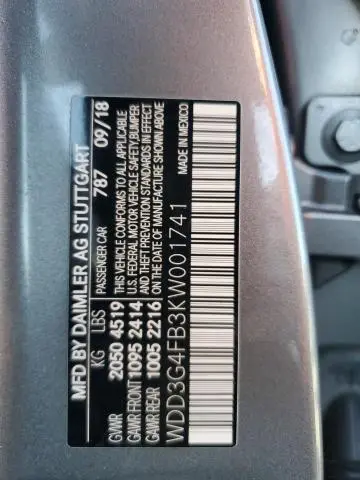 MFD BY DAIMLER AG STUTTGART
PASSENGER CAR 787 09/18
KG LBS
GVWR 2050 4519
GAWR FRONT 1095 2414
GAWR REAR 1005 2216
THIS VEHICLE CONFORMS TO ALL APPLICABLE
U.S. FEDERAL MOTOR VEHICLE SAFETY,BUMPER,
AND THEFT PREVENTION STANDARDS IN EFFECT
ON THE DATE OF MANUFACTURE SHOWN ABOVE
WDD3G4FB3KW001741
MADE IN MEXICO